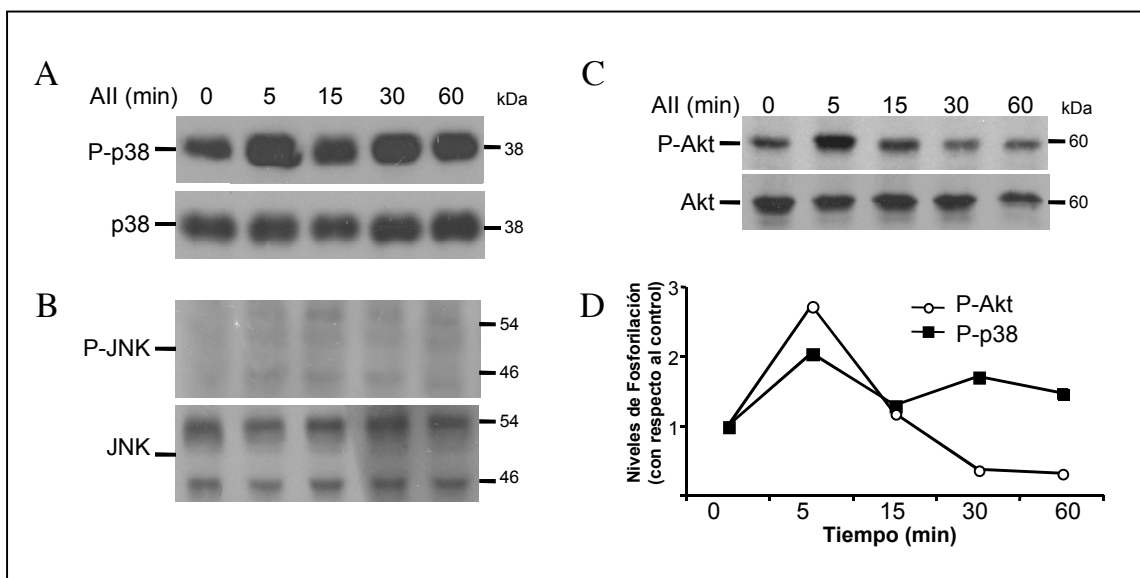 A
AII (min) 0 5 15 30 60 kDa
P-p38 38
p38 38
B
P-JNK 54
46
JNK 54
46
C
AII (min) 0 5 15 30 60 kDa
P-Akt 60
Akt 60
D
Niveles de Fosforilación
(con respecto al control)
3
2
1
P-Akt
P-p38
0 5 15 30 60
Tiempo (min)